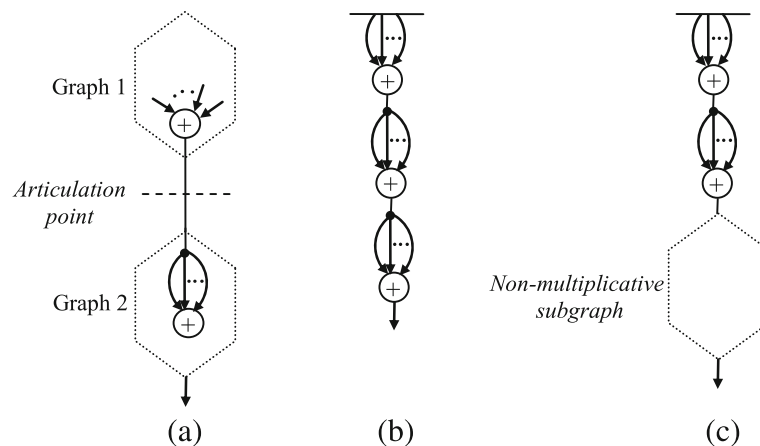 Graph 1
Articulation
point
Graph 2
+
+
(a)
+
+
+
(b)
+
+
Non-multiplicative
subgraph
(c)